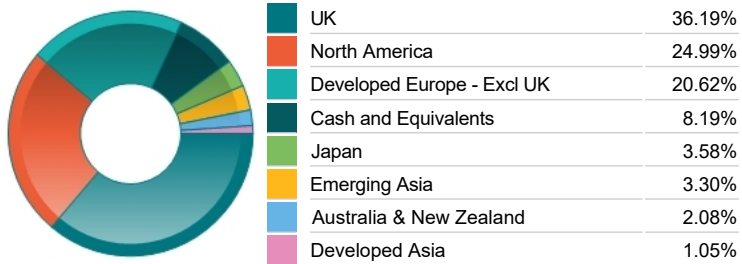 UK 36.19%
North America 24.99%
Developed Europe - Excl UK 20.62%
Cash and Equivalents 8.19%
Japan 3.58%
Emerging Asia 3.30%
Australia & New Zealand 2.08%
Developed Asia 1.05%